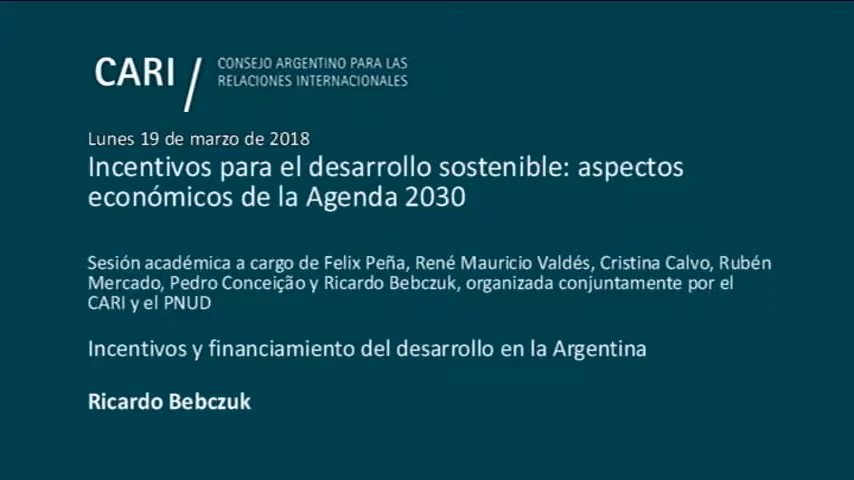 CARI
CONSEJO ARGENTINO PARA LAS
RELACIONES INTERNACIONALES
Lunes 19 de marzo de 2018
Incentivos para el desarrollo sostenible: aspectos
económicos de la Agenda 2030
Sesión académica a cargo de Felix Peña, René Mauricio Valdés, Cristina Calvo, Rubén
Mercado, Pedro Conceição y Ricardo Bebczuk, organizada conjuntamente por el
CARI y el PNUD
Incentivos y financiamiento del desarrollo en la Argentina
Ricardo Bebczuk